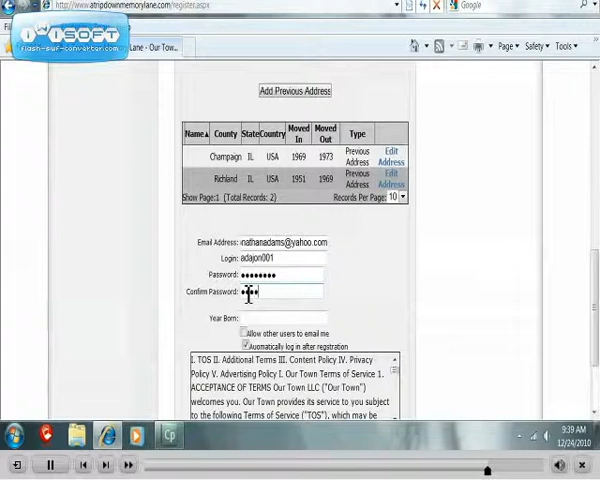 http://www.atripdownmemorylane.com/register.aspx
Google
iWiSOFT
flash-swf-converter.com
Lane - Our Tow...
Page
Safety
Tools
Add Previous Address
Name County State Country Moved In Moved Out Type
Champaign IL USA 1969 1973 Previous Address Edit Address
Richland IL USA 1951 1969 Previous Address Edit Address
Show Page:1 (Total Records: 2) Records Per Page: 10
Email Address: nathanadams@yahoo.com
Login: adajon001
Password:
Confirm Password:
Year Born:
Allow other users to email me
Automatically log in after registration
I. TOS II. Additional Terms III. Content Policy IV. Privacy
Policy V. Advertising Policy I. Our Town Terms of Service 1.
ACCEPTANCE OF TERMS Our Town LLC ("Our Town")
welcomes you. Our Town provides its service to you subject
to the following Terms of Service ("TOS"), which may be
Cp
9:39 AM
12/24/2010